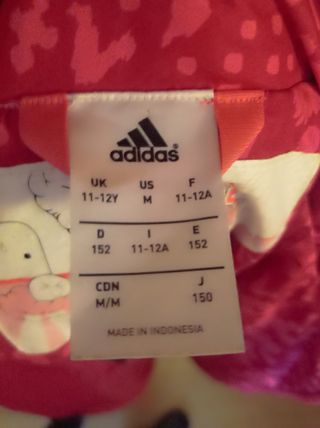 adidas
UK US F
11-12Y M 11-12A
D I E
152 11-12A 152
CDN J
M/M 150
MADE IN INDONESIA